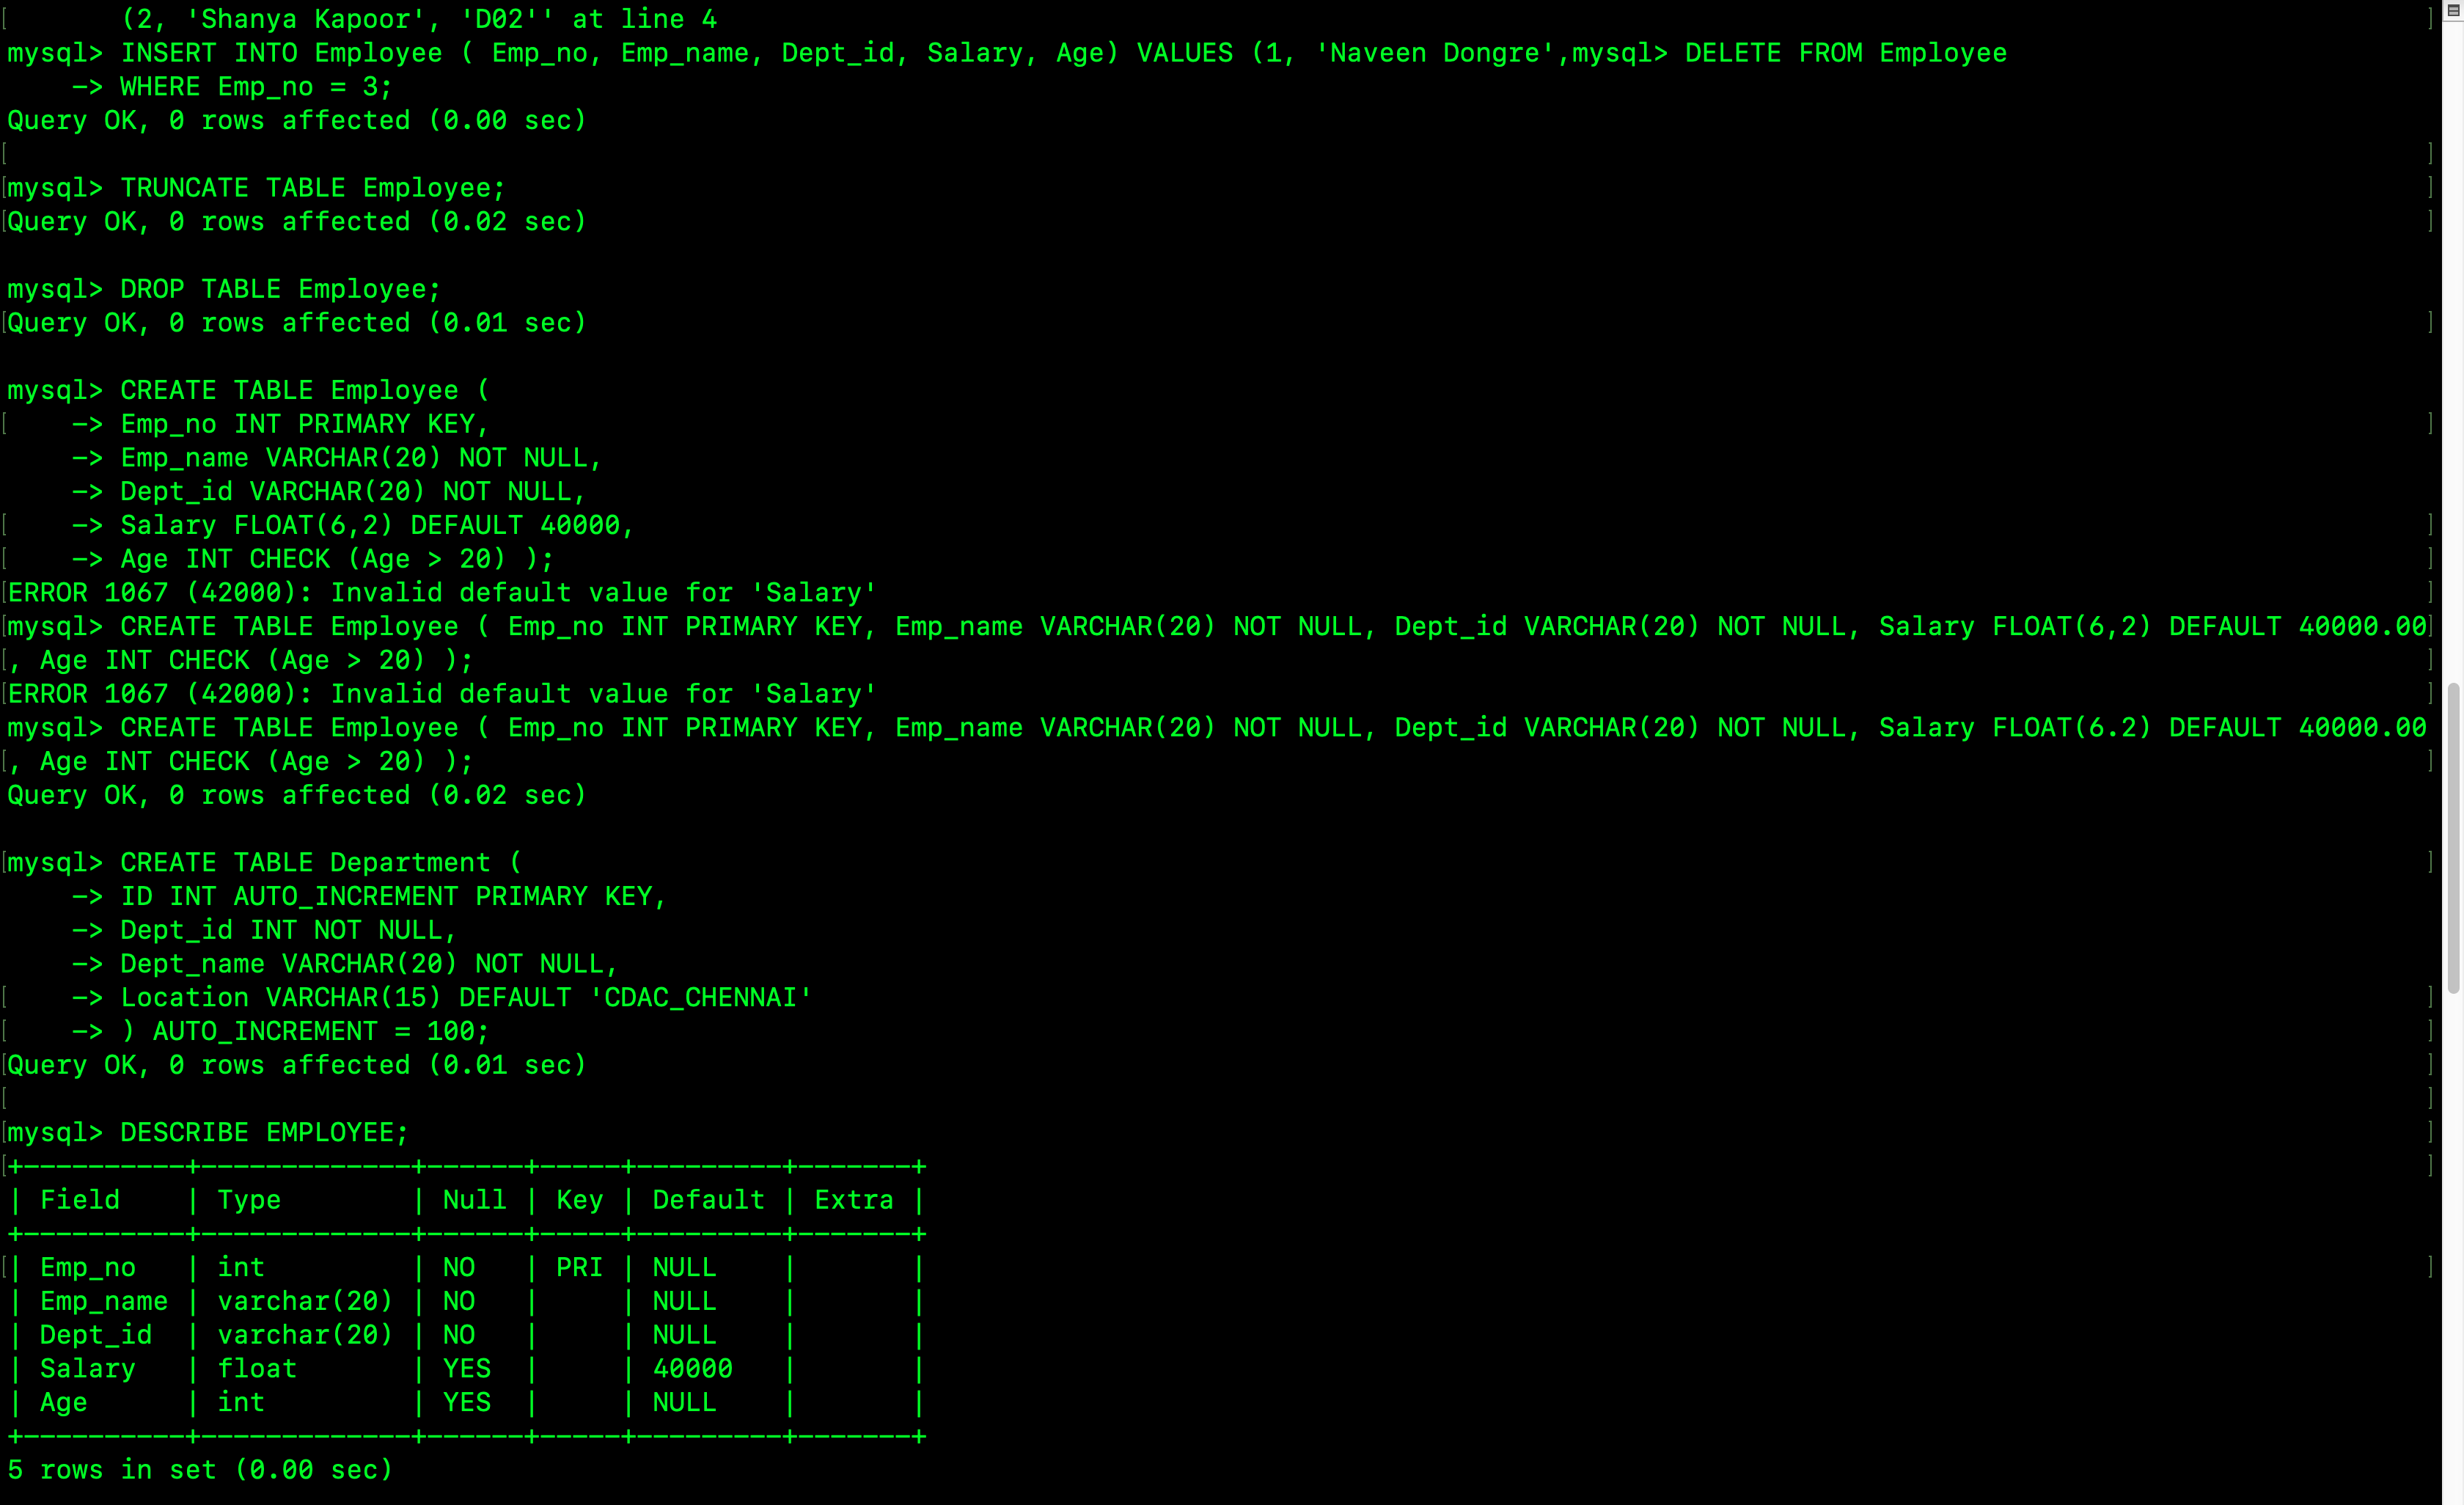 (2, 'Shanya Kapoor', 'D02'' at line 4
mysql> INSERT INTO Employee ( Emp_no, Emp_name, Dept_id, Salary, Age) VALUES (1, 'Naveen Dongre',mysql> DELETE FROM Employee
    -> WHERE Emp_no = 3;
Query OK, 0 rows affected (0.00 sec)
mysql> TRUNCATE TABLE Employee;
Query OK, 0 rows affected (0.02 sec)
mysql> DROP TABLE Employee;
Query OK, 0 rows affected (0.01 sec)
mysql> CREATE TABLE Employee (
    -> Emp_no INT PRIMARY KEY,
    -> Emp_name VARCHAR(20) NOT NULL,
    -> Dept_id VARCHAR(20) NOT NULL,
    -> Salary FLOAT(6,2) DEFAULT 40000,
    -> Age INT CHECK (Age > 20) );
ERROR 1067 (42000): Invalid default value for 'Salary'
mysql> CREATE TABLE Employee ( Emp_no INT PRIMARY KEY, Emp_name VARCHAR(20) NOT NULL, Dept_id VARCHAR(20) NOT NULL, Salary FLOAT(6,2) DEFAULT 40000.00
, Age INT CHECK (Age > 20) );
ERROR 1067 (42000): Invalid default value for 'Salary'
mysql> CREATE TABLE Employee ( Emp_no INT PRIMARY KEY, Emp_name VARCHAR(20) NOT NULL, Dept_id VARCHAR(20) NOT NULL, Salary FLOAT(6.2) DEFAULT 40000.00
, Age INT CHECK (Age > 20) );
Query OK, 0 rows affected (0.02 sec)
mysql> CREATE TABLE Department (
    -> ID INT AUTO_INCREMENT PRIMARY KEY,
    -> Dept_id INT NOT NULL,
    -> Dept_name VARCHAR(20) NOT NULL,
    -> Location VARCHAR(15) DEFAULT 'CDAC_CHENNAI'
    -> ) AUTO_INCREMENT = 100;
Query OK, 0 rows affected (0.01 sec)
mysql> DESCRIBE EMPLOYEE;
+----------+-------------+------+-----+---------+-------+
| Field    | Type        | Null | Key | Default | Extra |
+----------+-------------+------+-----+---------+-------+
| Emp_no   | int         | NO   | PRI | NULL    |       |
| Emp_name | varchar(20) | NO   |     | NULL    |       |
| Dept_id  | varchar(20) | NO   |     | NULL    |       |
| Salary   | float       | YES  |     | 40000   |       |
| Age      | int         | YES  |     | NULL    |       |
+----------+-------------+------+-----+---------+-------+
5 rows in set (0.00 sec)